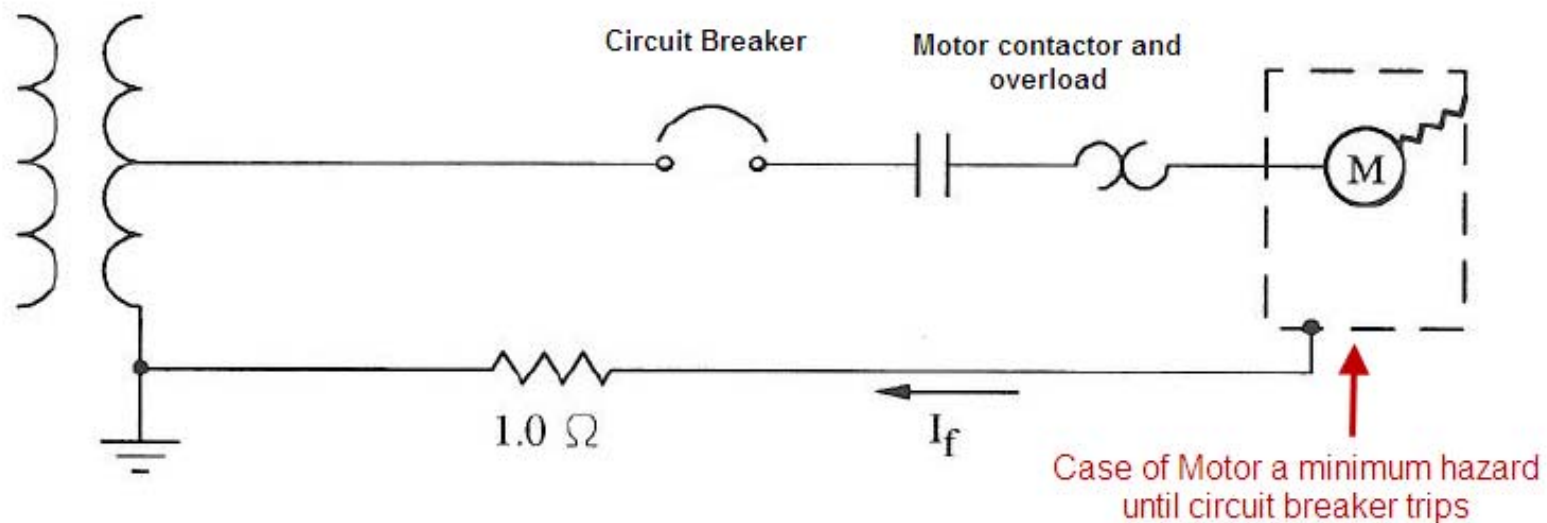 Circuit Breaker
Motor contactor and
overload
M
1.0 Ω
If
Case of Motor a minimum hazard
until circuit breaker trips